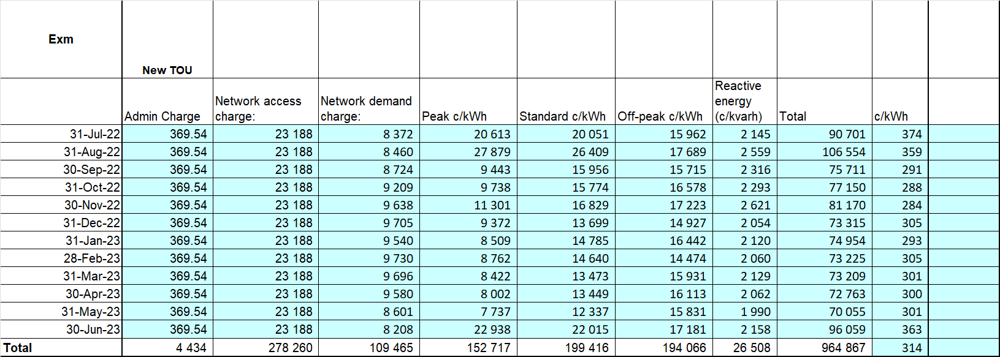 Exm
New TOU
Admin Charge Network access charge: Network demand charge: Peak c/kWh Standard c/kWh Off-peak c/kWh Reactive energy (c/kvarh) Total c/kWh
31-Jul-22 369.54 23 188 8 372 20 613 20 051 15 962 2 145 90 701 374
31-Aug-22 369.54 23 188 8 460 27 879 26 409 17 689 2 559 106 554 359
30-Sep-22 369.54 23 188 8 724 9 443 15 956 15 715 2 316 75 711 291
31-Oct-22 369.54 23 188 9 209 9 738 15 774 16 578 2 293 77 150 288
30-Nov-22 369.54 23 188 9 638 11 301 16 829 17 223 2 621 81 170 284
31-Dec-22 369.54 23 188 9 705 9 372 13 699 14 927 2 054 73 315 305
31-Jan-23 369.54 23 188 9 540 8 509 14 785 16 442 2 120 74 954 293
28-Feb-23 369.54 23 188 9 730 8 762 14 640 14 474 2 060 73 225 305
31-Mar-23 369.54 23 188 9 696 8 422 13 473 15 931 2 129 73 209 301
30-Apr-23 369.54 23 188 9 580 8 002 13 449 16 113 2 062 72 763 300
31-May-23 369.54 23 188 8 601 7 737 12 337 15 831 1 990 70 055 301
30-Jun-23 369.54 23 188 8 208 22 938 22 015 17 181 2 158 96 059 363
Total 4 434 278 260 109 465 152 717 199 416 194 066 26 508 964 867 314